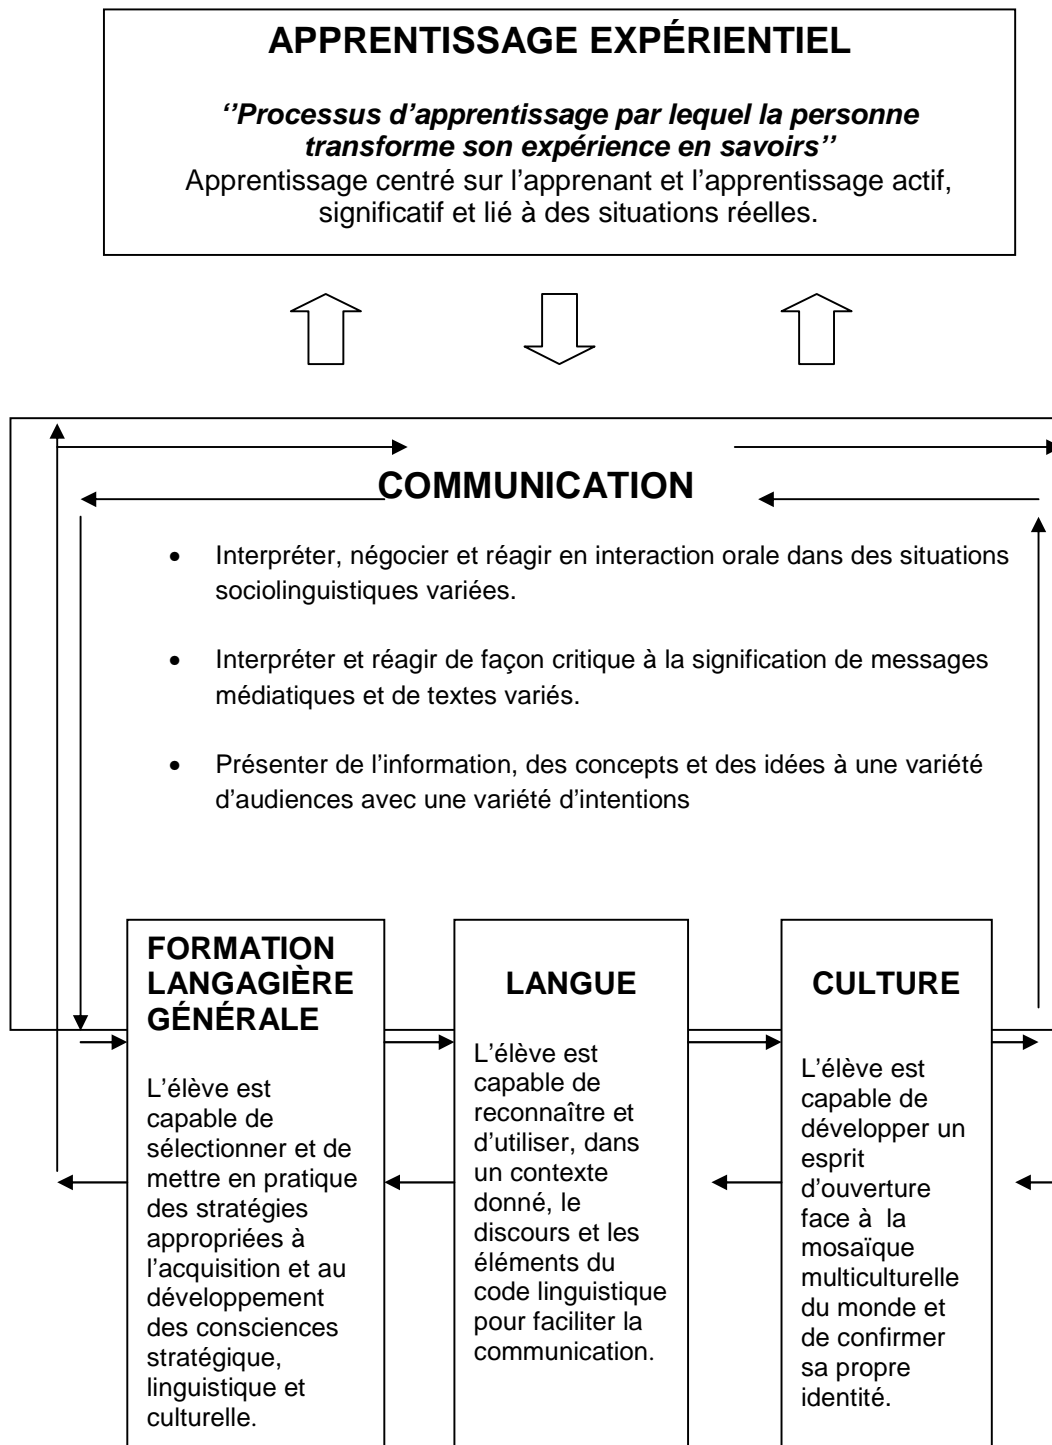 APPRENTISSAGE EXPÉRIENTIEL
‘’Processus d’apprentissage par lequel la personne
transforme son expérience en savoirs’’
Apprentissage centré sur l’apprenant et l’apprentissage actif,
significatif et lié à des situations réelles.
COMMUNICATION
• Interpréter, négocier et réagir en interaction orale dans des situations
sociolinguistiques variées.
• Interpréter et réagir de façon critique à la signification de messages
médiatiques et de textes variés.
• Présenter de l’information, des concepts et des idées à une variété
d’audiences avec une variété d’intentions
FORMATION
LANGAGIÈRE
GÉNÉRALE
L’élève est
capable de
sélectionner et de
mettre en pratique
des stratégies
appropriées à
l’acquisition et au
développement
des consciences
stratégique,
linguistique et
culturelle.
LANGUE
L’élève est
capable de
reconnaître et
d’utiliser, dans
un contexte
donné, le
discours et les
éléments du
code linguistique
pour faciliter la
communication.
CULTURE
L’élève est
capable de
développer un
esprit
d’ouverture
face à  la
mosaïque
multiculturelle
du monde et
de confirmer
sa propre
identité.